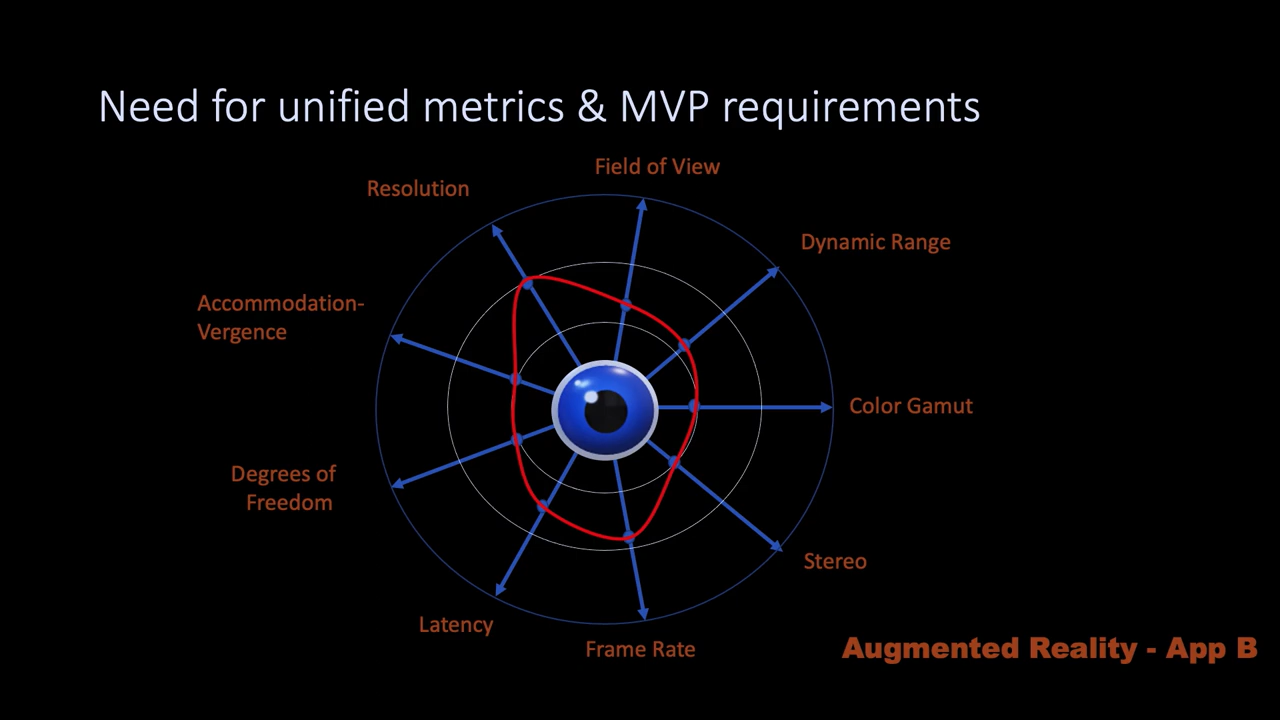 Need for unified metrics & MVP requirements
Field of View
Resolution
Dynamic Range
Accommodation-
Vergence
Color Gamut
Degrees of
Freedom
Stereo
Latency
Frame Rate
Augmented Reality - App B